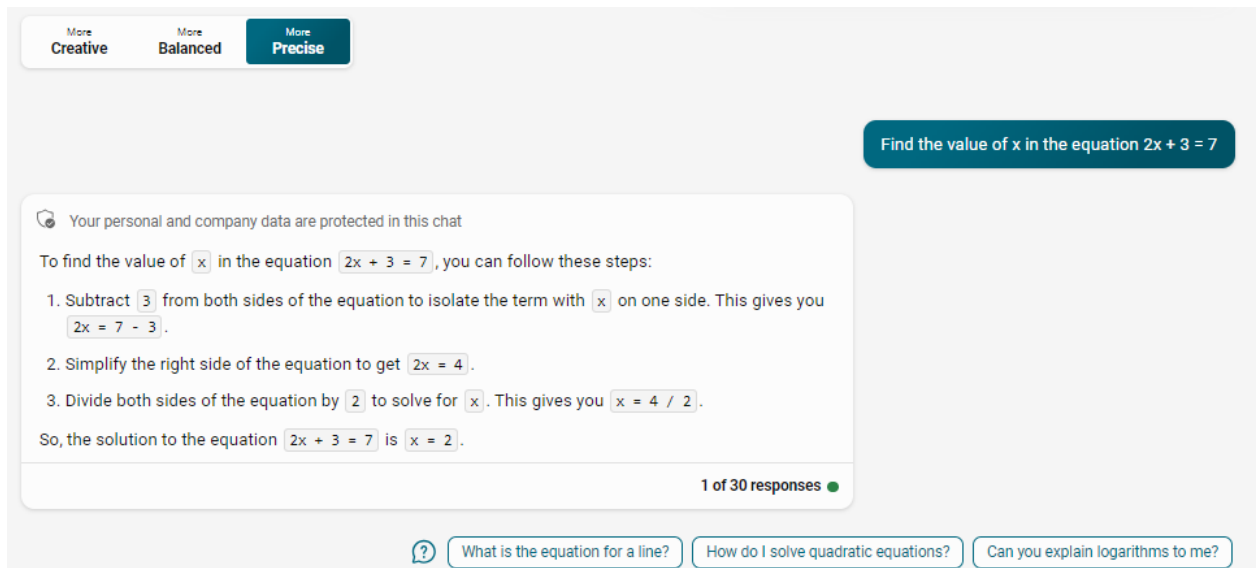 More More More
Creative Balanced Precise
Find the value of x in the equation 2x + 3 = 7
Your personal and company data are protected in this chat
To find the value of x in the equation 2x + 3 = 7, you can follow these steps:
1. Subtract 3 from both sides of the equation to isolate the term with x on one side. This gives you
2x = 7 - 3.
2. Simplify the right side of the equation to get 2x = 4.
3. Divide both sides of the equation by 2 to solve for x. This gives you x = 4 / 2.
So, the solution to the equation 2x + 3 = 7 is x = 2.
1 of 30 responses
? What is the equation for a line? How do I solve quadratic equations? Can you explain logarithms to me?